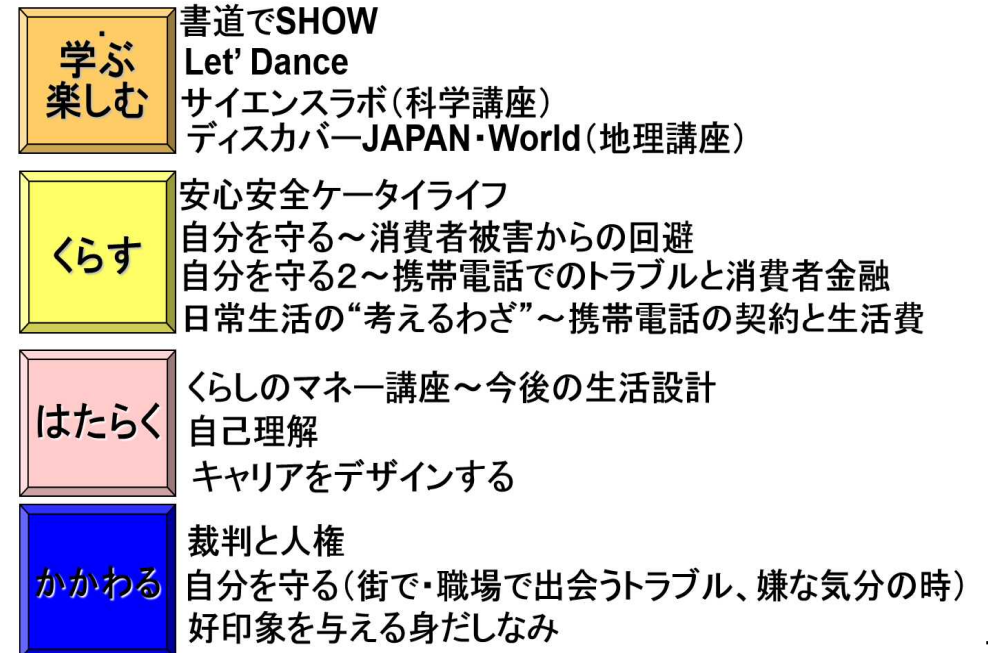 ・学ぶ
楽しむ
書道でSHOW
Let’ Dance
サイエンスラボ（科学講座）
ディスカバーJAPAN・World（地理講座）
くらす
安心安全ケータイライフ
自分を守る～消費者被害からの回避
自分を守る２～携帯電話でのトラブルと消費者金融
日常生活の“考えるわざ”～携帯電話の契約と生活費
はたらく
くらしのマネー講座～今後の生活設計
自己理解
キャリアをデザインする
かかわる
裁判と人権
自分を守る（街で・職場で出会うトラブル、嫌な気分の時）
好印象を与える身だしなみ